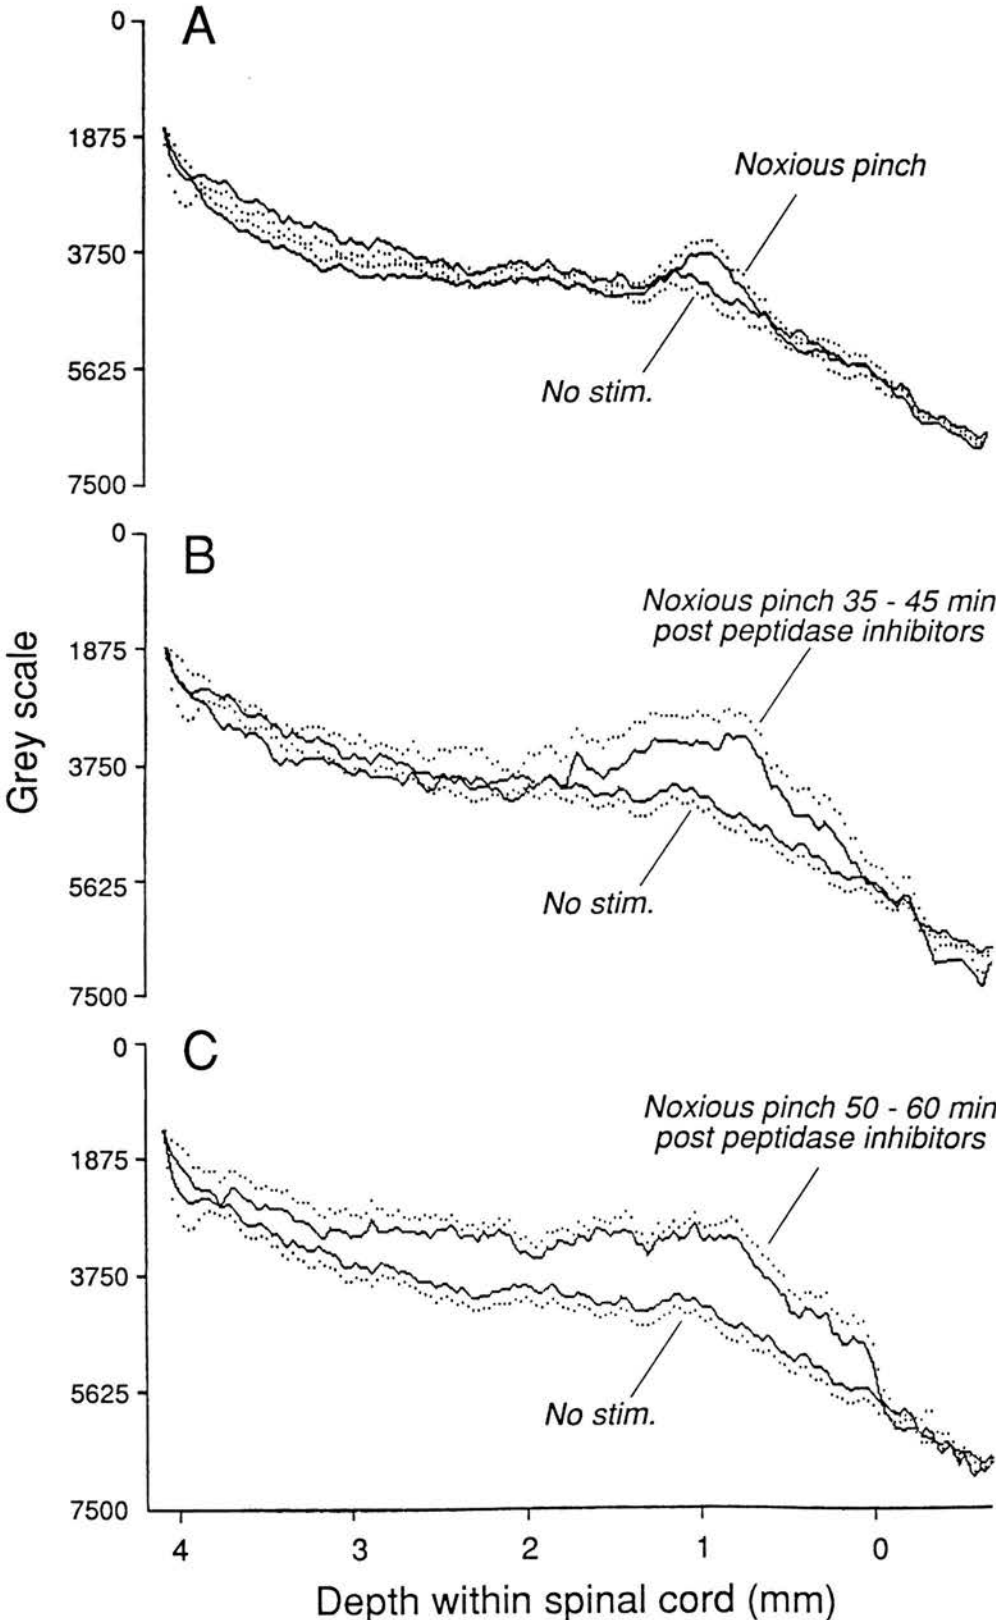 A
0
1875
3750
5625
7500
Noxious pinch
No stim.
B
0
1875
3750
5625
7500
Noxious pinch 35 - 45 min
post peptidase inhibitors
No stim.
Grey scale
C
0
1875
3750
5625
7500
Noxious pinch 50 - 60 min
post peptidase inhibitors
No stim.
4 3 2 1 0
Depth within spinal cord (mm)